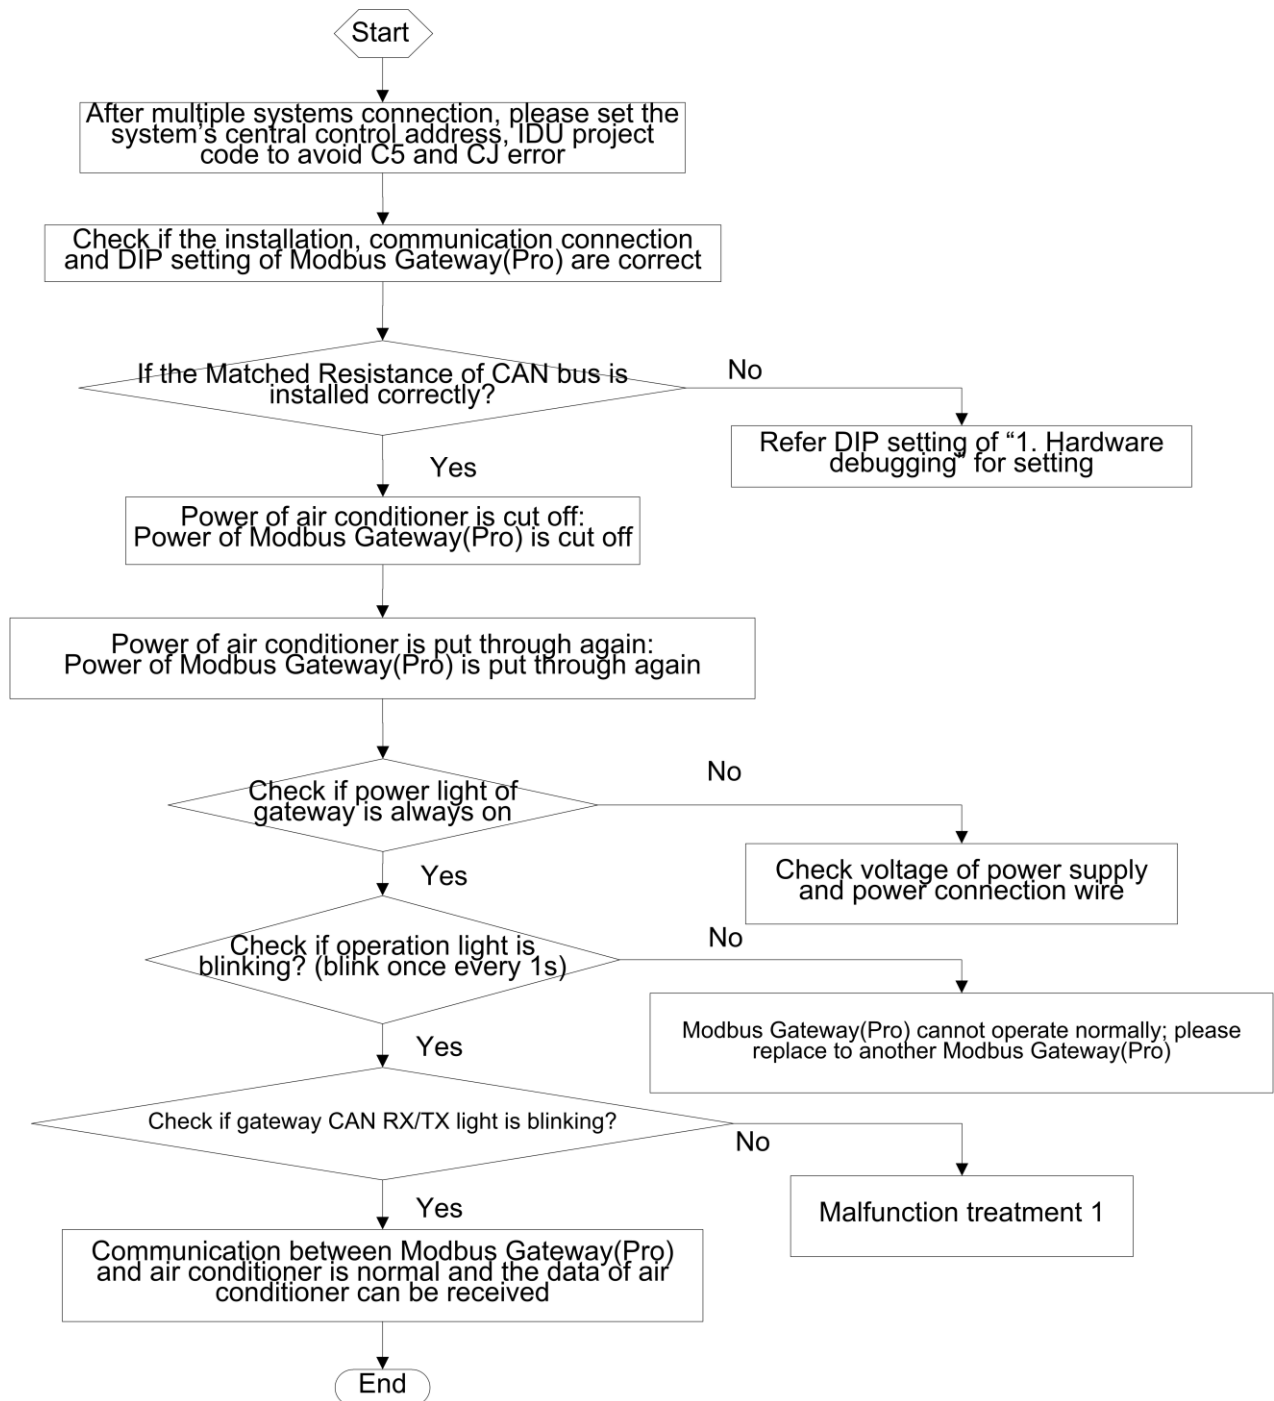 Start
After multiple systems connection, please set the
system's central control address, IDU project
code to avoid C5 and CJ error
Check if the installation, communication connection
and DIP setting of Modbus Gateway(Pro) are correct
If the Matched Resistance of CAN bus is
installed correctly?
No
Refer DIP setting of “1. Hardware
debugging” for setting
Yes
Power of air conditioner is cut off:
Power of Modbus Gateway(Pro) is cut off
Power of air conditioner is put through again:
Power of Modbus Gateway(Pro) is put through again
Check if power light of
gateway is always on
No
Check voltage of power supply
and power connection wire
Yes
Check if operation light is
blinking? (blink once every 1s)
No
Modbus Gateway(Pro) cannot operate normally; please
replace to another Modbus Gateway(Pro)
Yes
Check if gateway CAN RX/TX light is blinking?
No
Malfunction treatment 1
Yes
Communication between Modbus Gateway(Pro)
and air conditioner is normal and the data of air
conditioner can be received
End